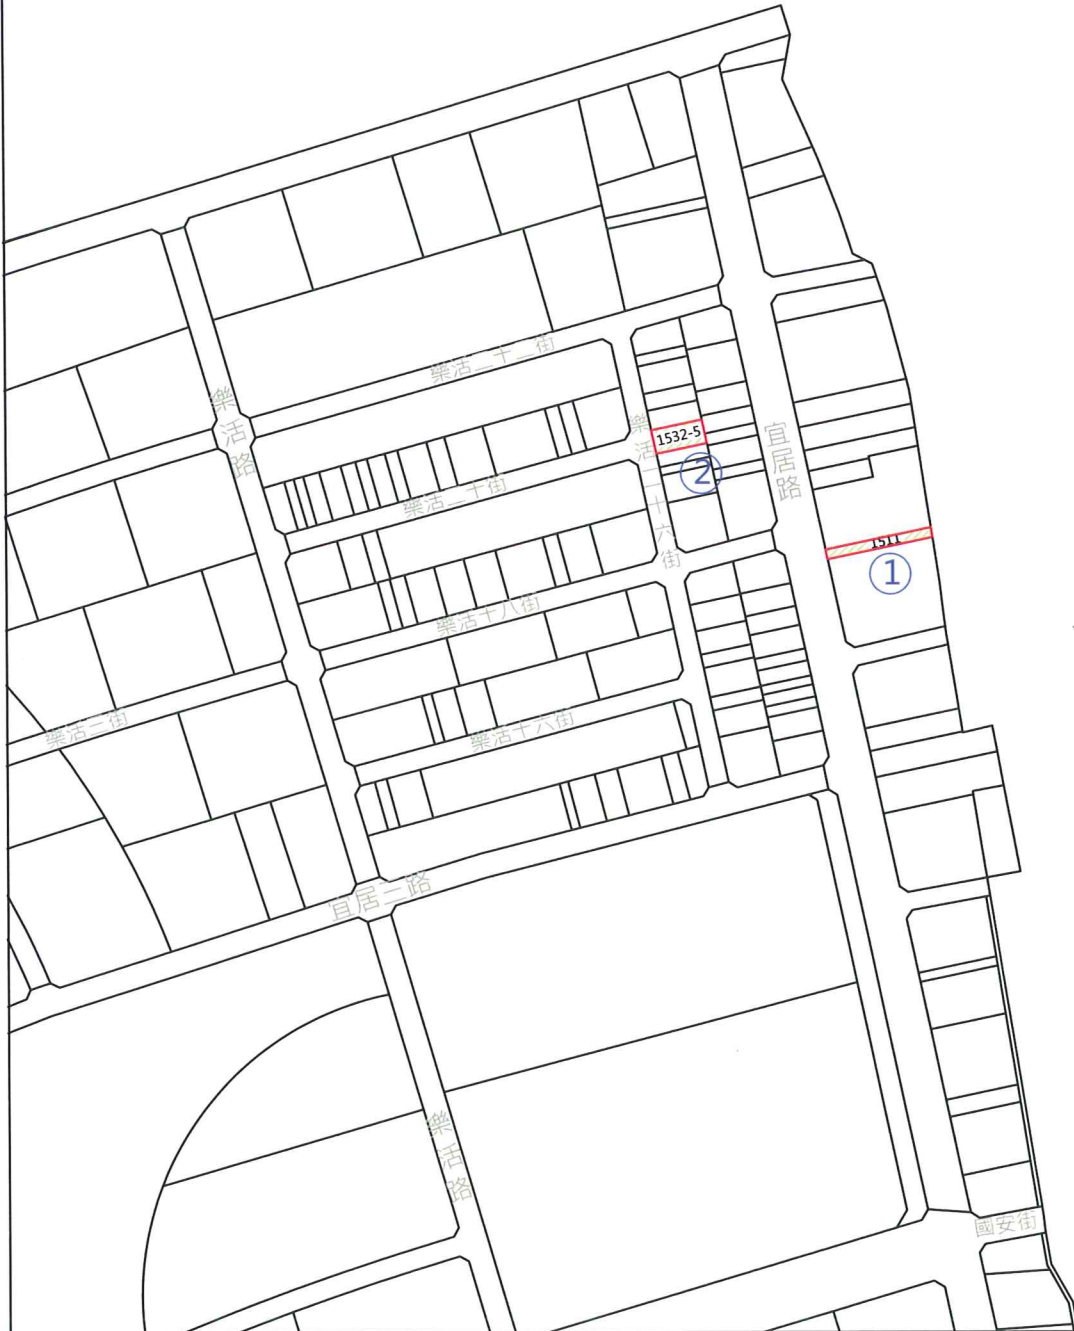 樂活二十二街
樂活路
樂活二十六街
1532-5
宜居路
②
樂活二十街
1511
①
樂活十八街
樂活三街
樂活十六街
宜居三路
樂活路
國安街